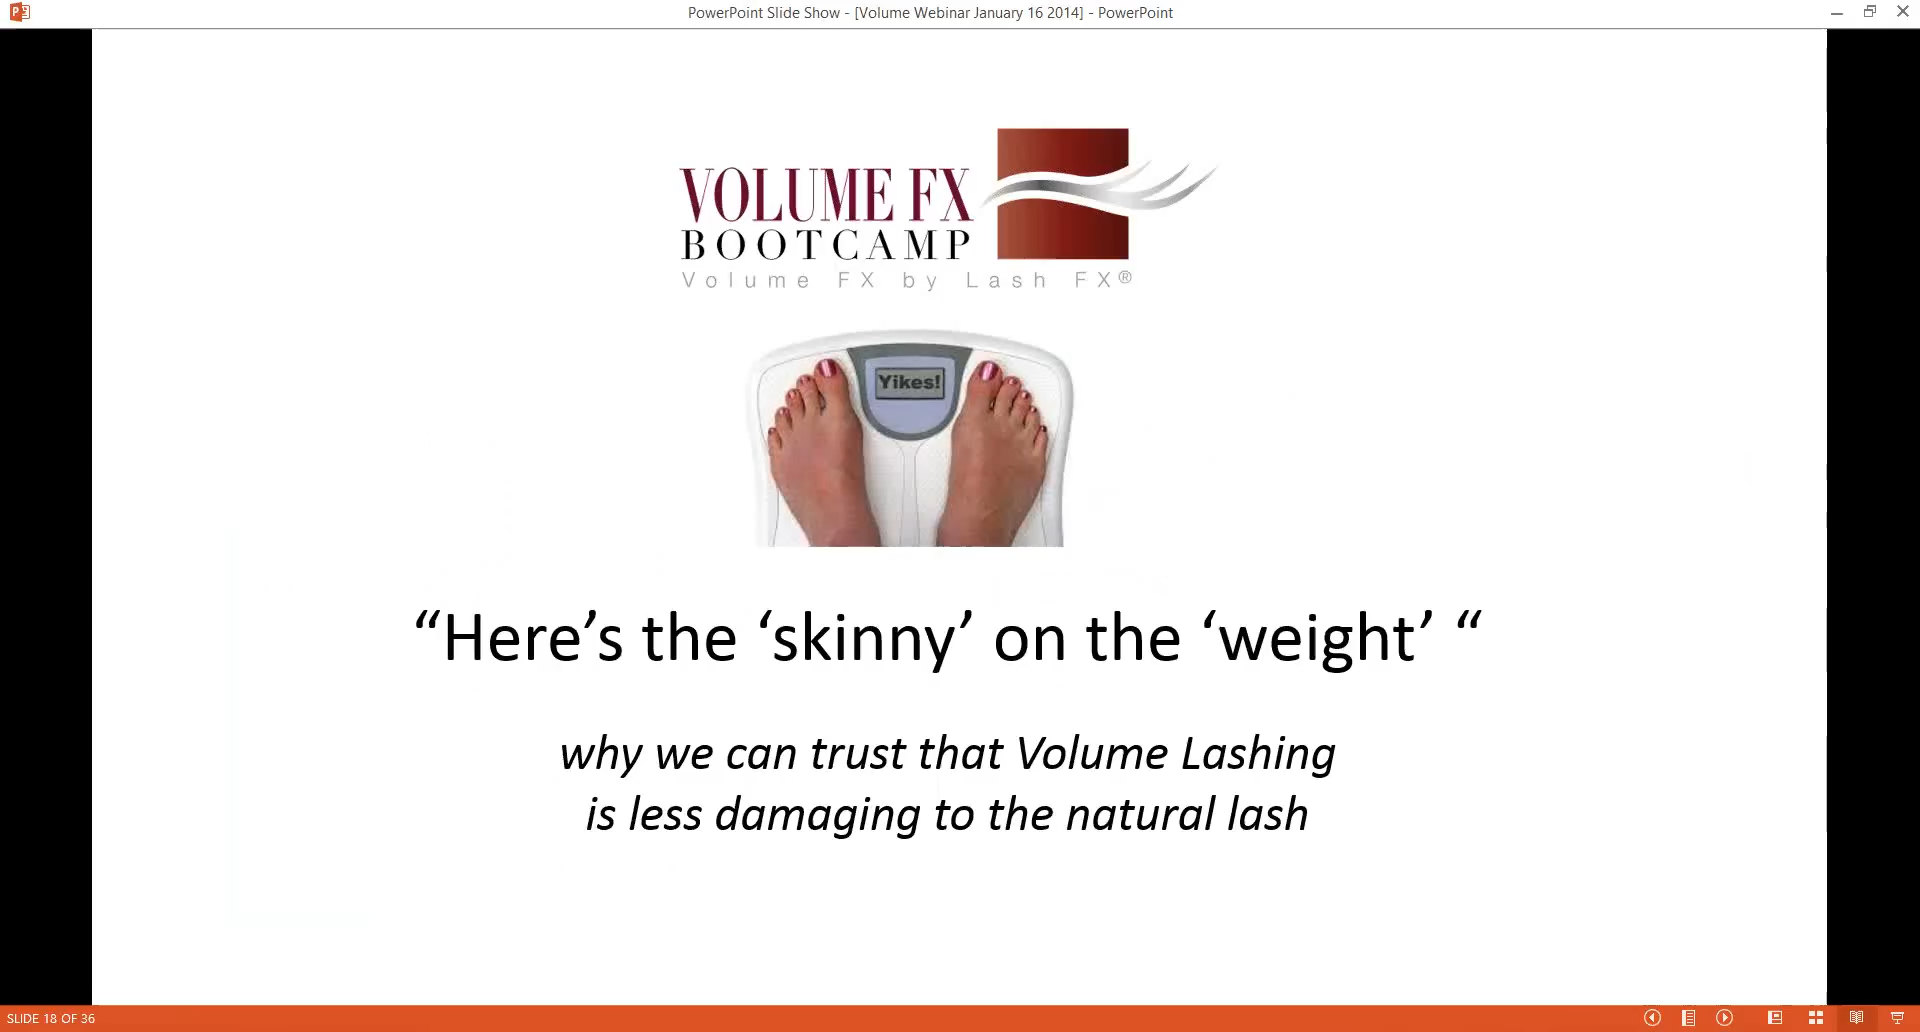 PowerPoint Slide Show - [Volume Webinar January 16 2014] - PowerPoint
VOLUME FX
BOOTCAMP
Volume FX by Lash FX®
Yikes!
“Here’s the ‘skinny’ on the ‘weight’ “
why we can trust that Volume Lashing
is less damaging to the natural lash
SLIDE 18 OF 36